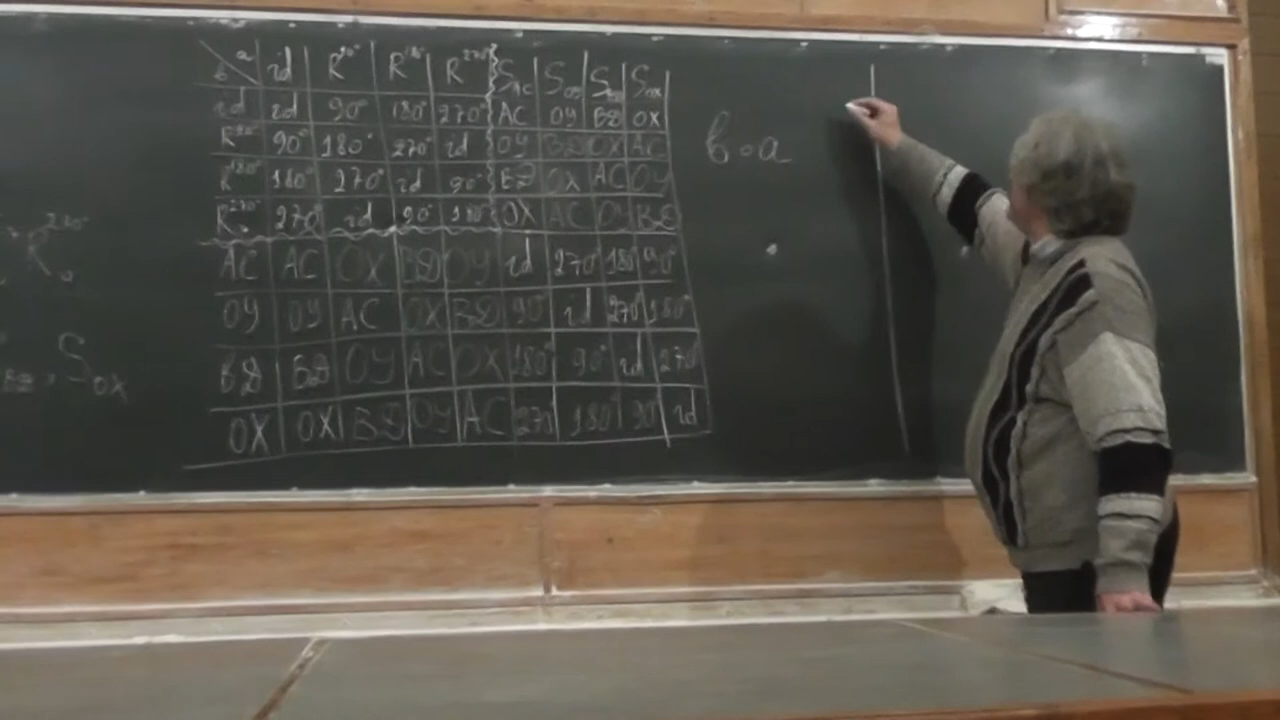 a id R⁹⁰° R¹⁸⁰° R²⁷⁰° S_AC S_OY S_BD S_OX
в
id id 90° 180° 270° AC OY BD OX
R⁹⁰° 90° 180° 270° id OY BD OX AC
R¹⁸⁰° 180° 270° id 90° BD OX AC OY
R²⁷⁰° 270° id 90° 180° OX AC OY BD
AC AC OX BD OY id 270° 180° 90°
OY OY AC OX BD 90° id 270° 180°
BD BD OY AC OX 180° 90° id 270°
OX OX BD OY AC 270 180° 90° id
в∘a
R²⁷⁰°
S_OX